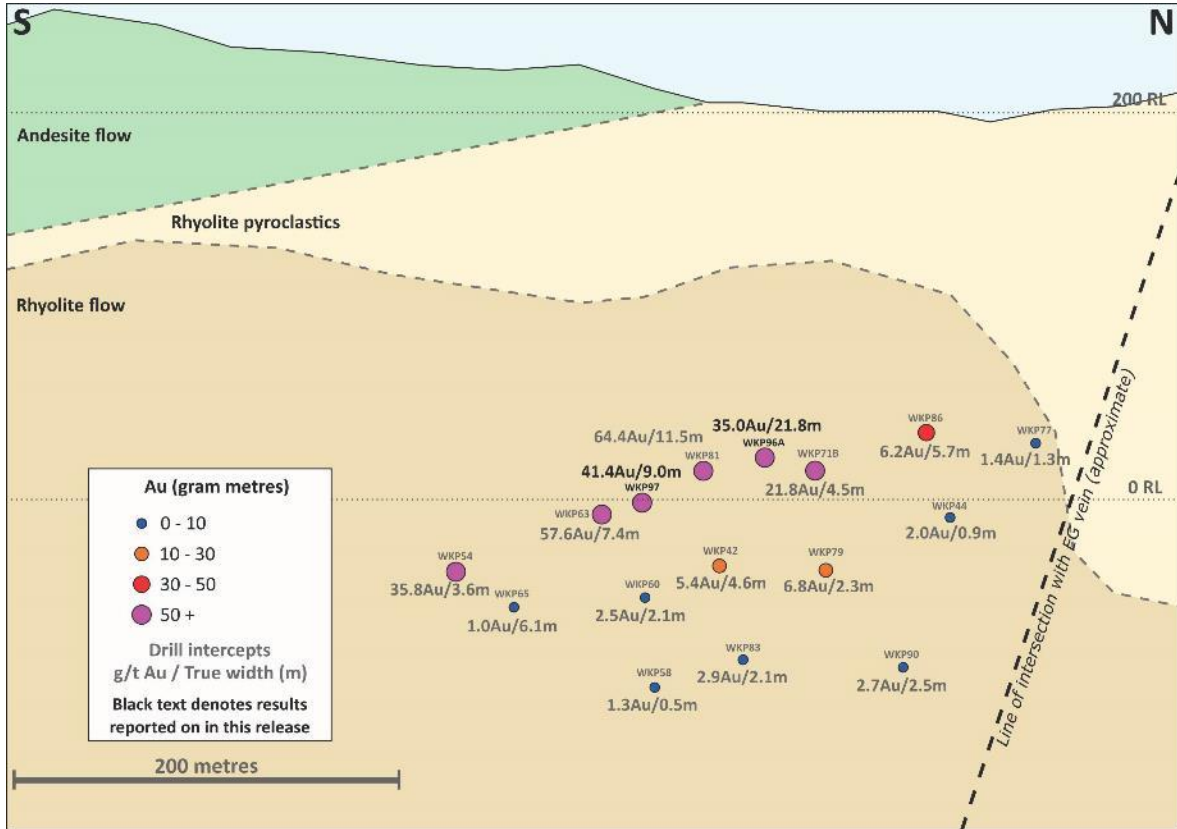 S
N
200 RL
Andesite flow
Rhyolite pyroclastics
Rhyolite flow
WKP86
6.2Au/5.7m
WKP77
1.4Au/1.3m
35.0Au/21.8m
WKP96A
64.4Au/11.5m
WKP81
WKP71B
21.8Au/4.5m
41.4Au/9.0m
WKP97
0 RL
WKP63
57.6Au/7.4m
WKP44
2.0Au/0.9m
WKP54
35.8Au/3.6m
WKP42
5.4Au/4.6m
WKP79
6.8Au/2.3m
WKP65
1.0Au/6.1m
WKP60
2.5Au/2.1m
WKP83
2.9Au/2.1m
WKP90
2.7Au/2.5m
WKP58
1.3Au/0.5m
Line of intersection with EG vein (approximate)
Au (gram metres)
0 - 10
10 - 30
30 - 50
50 +
Drill intercepts
g/t Au / True width (m)
Black text denotes results
reported on in this release
200 metres